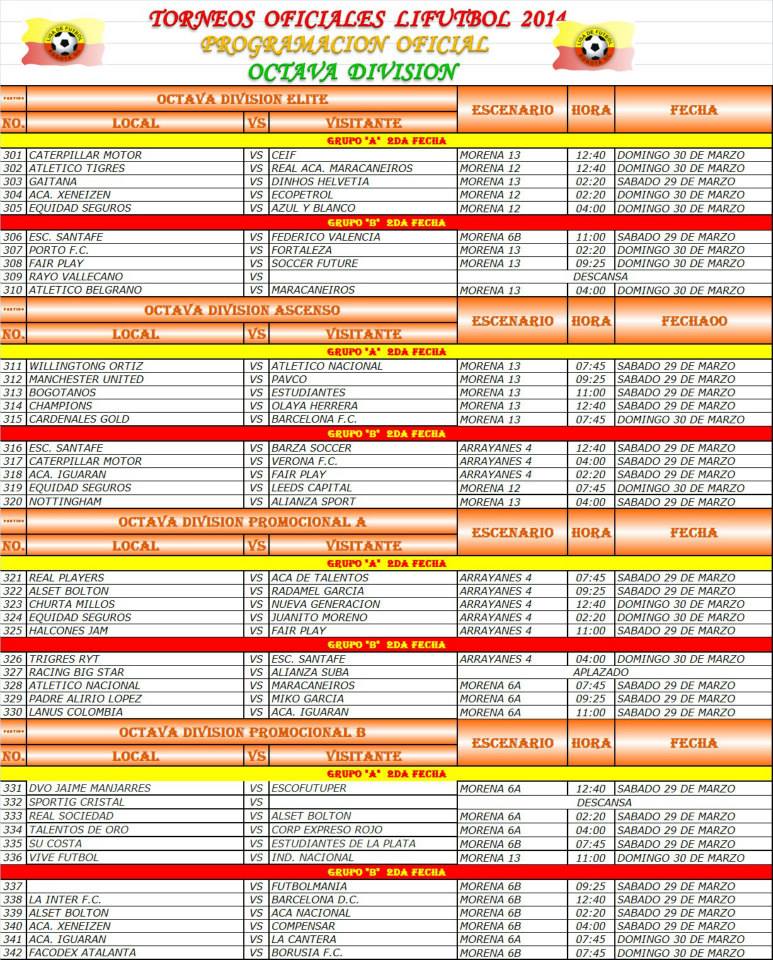 TORNEOS OFICIALES LIFUTBOL 2014
PROGRAMACION OFICIAL
OCTAVA DIVISION
PARTIDO OCTAVA DIVISION ELITE ESCENARIO HORA FECHA
NO. LOCAL VS VISITANTE
GRUPO "A" 2DA FECHA
301 CATERPILLAR MOTOR VS CEIF MORENA 13 12:40 DOMINGO 30 DE MARZO
302 ATLETICO TIGRES VS REAL ACA. MARACANEIROS MORENA 12 12:40 DOMINGO 30 DE MARZO
303 GAITANA VS DINHOS HELVETIA MORENA 13 02:20 SABADO 29 DE MARZO
304 ACA. XENEIZEN VS ECOPETROL MORENA 12 02:20 DOMINGO 30 DE MARZO
305 EQUIDAD SEGUROS VS AZUL Y BLANCO MORENA 12 04:00 DOMINGO 30 DE MARZO
GRUPO "B" 2DA FECHA
306 ESC. SANTAFE VS FEDERICO VALENCIA MORENA 6B 11:00 SABADO 29 DE MARZO
307 PORTO F.C. VS FORTALEZA MORENA 13 02:20 DOMINGO 30 DE MARZO
308 FAIR PLAY VS SOCCER FUTURE MORENA 13 09:25 DOMINGO 30 DE MARZO
309 RAYO VALLECANO VS DESCANSA
310 ATLETICO BELGRANO VS MARACANEIROS MORENA 13 04:00 DOMINGO 30 DE MARZO
PARTIDO OCTAVA DIVISION ASCENSO ESCENARIO HORA FECHAOO
NO. LOCAL VS VISITANTE
GRUPO "A" 2DA FECHA
311 WILLINGTONG ORTIZ VS ATLETICO NACIONAL MORENA 13 07:45 SABADO 29 DE MARZO
312 MANCHESTER UNITED VS PAVCO MORENA 13 09:25 SABADO 29 DE MARZO
313 BOGOTANOS VS ESTUDIANTES MORENA 13 11:00 SABADO 29 DE MARZO
314 CHAMPIONS VS OLAYA HERRERA MORENA 13 12:40 SABADO 29 DE MARZO
315 CARDENALES GOLD VS BARCELONA F.C. MORENA 13 07:45 DOMINGO 30 DE MARZO
GRUPO "B" 2DA FECHA
316 ESC. SANTAFE VS BARZA SOCCER ARRAYANES 4 12:40 SABADO 29 DE MARZO
317 CATERPILLAR MOTOR VS VERONA F.C. ARRAYANES 4 04:00 SABADO 29 DE MARZO
318 ACA. IGUARAN VS FAIR PLAY ARRAYANES 4 02:20 SABADO 29 DE MARZO
319 EQUIDAD SEGUROS VS LEEDS CAPITAL MORENA 12 07:45 DOMINGO 30 DE MARZO
320 NOTTINGHAM VS ALIANZA SPORT MORENA 13 04:00 SABADO 29 DE MARZO
PARTIDO OCTAVA DIVISION PROMOCIONAL A ESCENARIO HORA FECHA
NO. LOCAL VS VISITANTE
GRUPO "A" 2DA FECHA
321 REAL PLAYERS VS ACA DE TALENTOS ARRAYANES 4 07:45 SABADO 29 DE MARZO
322 ALSET BOLTON VS RADAMEL GARCIA ARRAYANES 4 09:25 SABADO 29 DE MARZO
323 CHURTA MILLOS VS NUEVA GENERACION ARRAYANES 4 12:40 DOMINGO 30 DE MARZO
324 EQUIDAD SEGUROS VS JUANITO MORENO ARRAYANES 4 02:20 DOMINGO 30 DE MARZO
325 HALCONES JAM VS FAIR PLAY ARRAYANES 4 11:00 SABADO 29 DE MARZO
GRUPO "B" 2DA FECHA
326 TRIGRES RYT VS ESC. SANTAFE ARRAYANES 4 04:00 DOMINGO 30 DE MARZO
327 RACING BIG STAR VS ALIANZA SUBA APLAZADO
328 ATLETICO NACIONAL VS MARACANEIROS MORENA 6A 07:45 SABADO 29 DE MARZO
329 PADRE ALIRIO LOPEZ VS MIKO GARCIA MORENA 6A 09:25 SABADO 29 DE MARZO
330 LANUS COLOMBIA VS ACA. IGUARAN MORENA 6A 11:00 SABADO 29 DE MARZO
PARTIDO OCTAVA DIVISION PROMOCIONAL B ESCENARIO HORA FECHA
NO. LOCAL VS VISITANTE
GRUPO "A" 2DA FECHA
331 DVO JAIME MANJARRES VS ESCOFUTUPER MORENA 6A 12:40 SABADO 29 DE MARZO
332 SPORTIG CRISTAL VS DESCANSA
333 REAL SOCIEDAD VS ALSET BOLTON MORENA 6A 02:20 SABADO 29 DE MARZO
334 TALENTOS DE ORO VS CORP EXPRESO ROJO MORENA 6A 04:00 SABADO 29 DE MARZO
335 SU COSTA VS ESTUDIANTES DE LA PLATA MORENA 6B 07:45 SABADO 29 DE MARZO
336 VIVE FUTBOL VS IND. NACIONAL MORENA 13 11:00 DOMINGO 30 DE MARZO
GRUPO "B" 2DA FECHA
337 VS FUTBOLMANIA MORENA 6B 09:25 SABADO 29 DE MARZO
338 LA INTER F.C. VS BARCELONA D.C. MORENA 6B 12:40 SABADO 29 DE MARZO
339 ALSET BOLTON VS ACA NACIONAL MORENA 6B 02:20 SABADO 29 DE MARZO
340 ACA. XENEIZEN VS COMPENSAR MORENA 6B 04:00 SABADO 29 DE MARZO
341 ACA. IGUARAN VS LA CANTERA MORENA 6A 07:45 DOMINGO 30 DE MARZO
342 FACODEX ATALANTA VS BORUSIA F.C. MORENA 6B 07:45 DOMINGO 30 DE MARZO